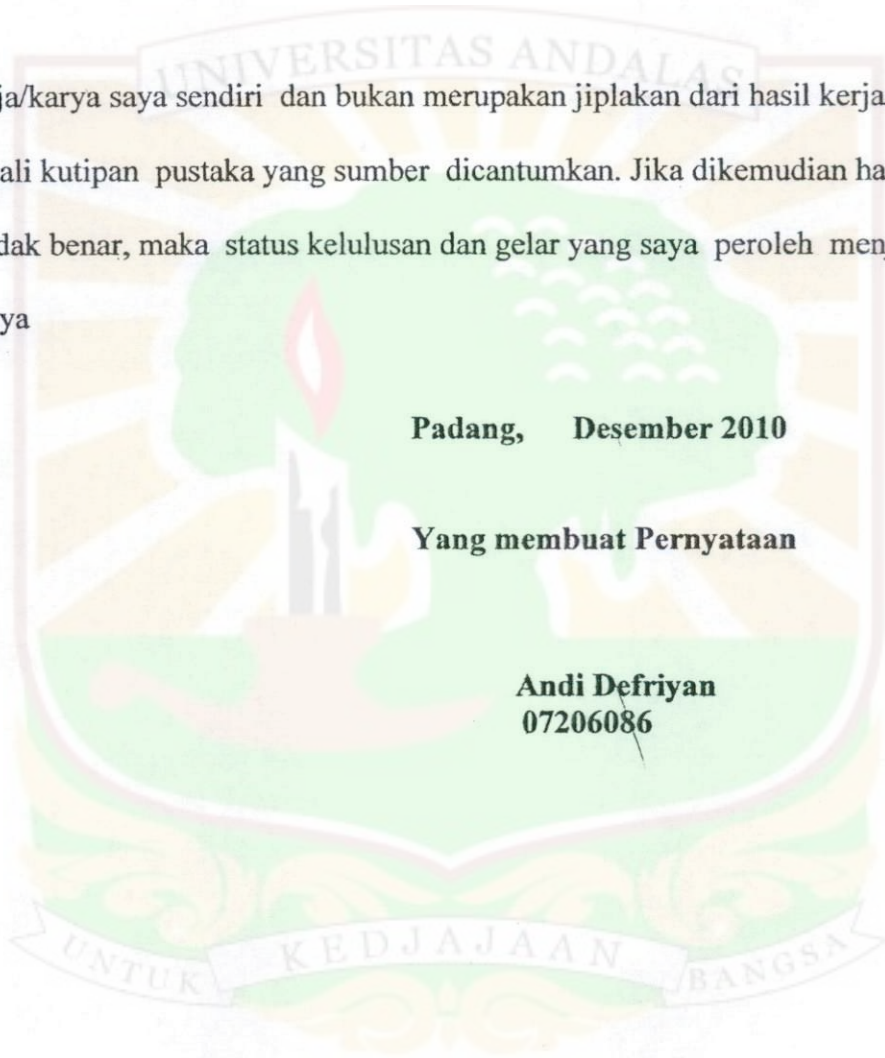 UNIVERSITAS ANDALAS
ja/karya saya sendiri dan bukan merupakan jiplakan dari hasil kerja
ali kutipan pustaka yang sumber dicantumkan. Jika dikemudian ha
dak benar, maka status kelulusan dan gelar yang saya peroleh men
ya
Padang, Desember 2010
Yang membuat Pernyataan
Andi Defriyan
07206086
UNTUK KEDJAJAAN BANGSA